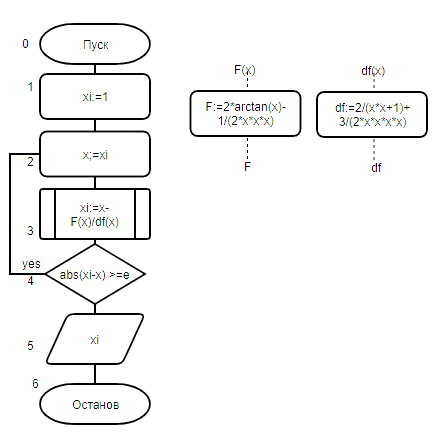 0
Пуск
1
xi:=1
2
x:=xi
3
xi:=x-
F(x)/df(x)
yes
4
abs(xi-x) >=e
5
xi
6
Останов
F(x)
F:=2*arctan(x)-
1/(2*x*x*x)
F
df(x)
df:=2/(x*x+1)+
3/(2*x*x*x*x)
df